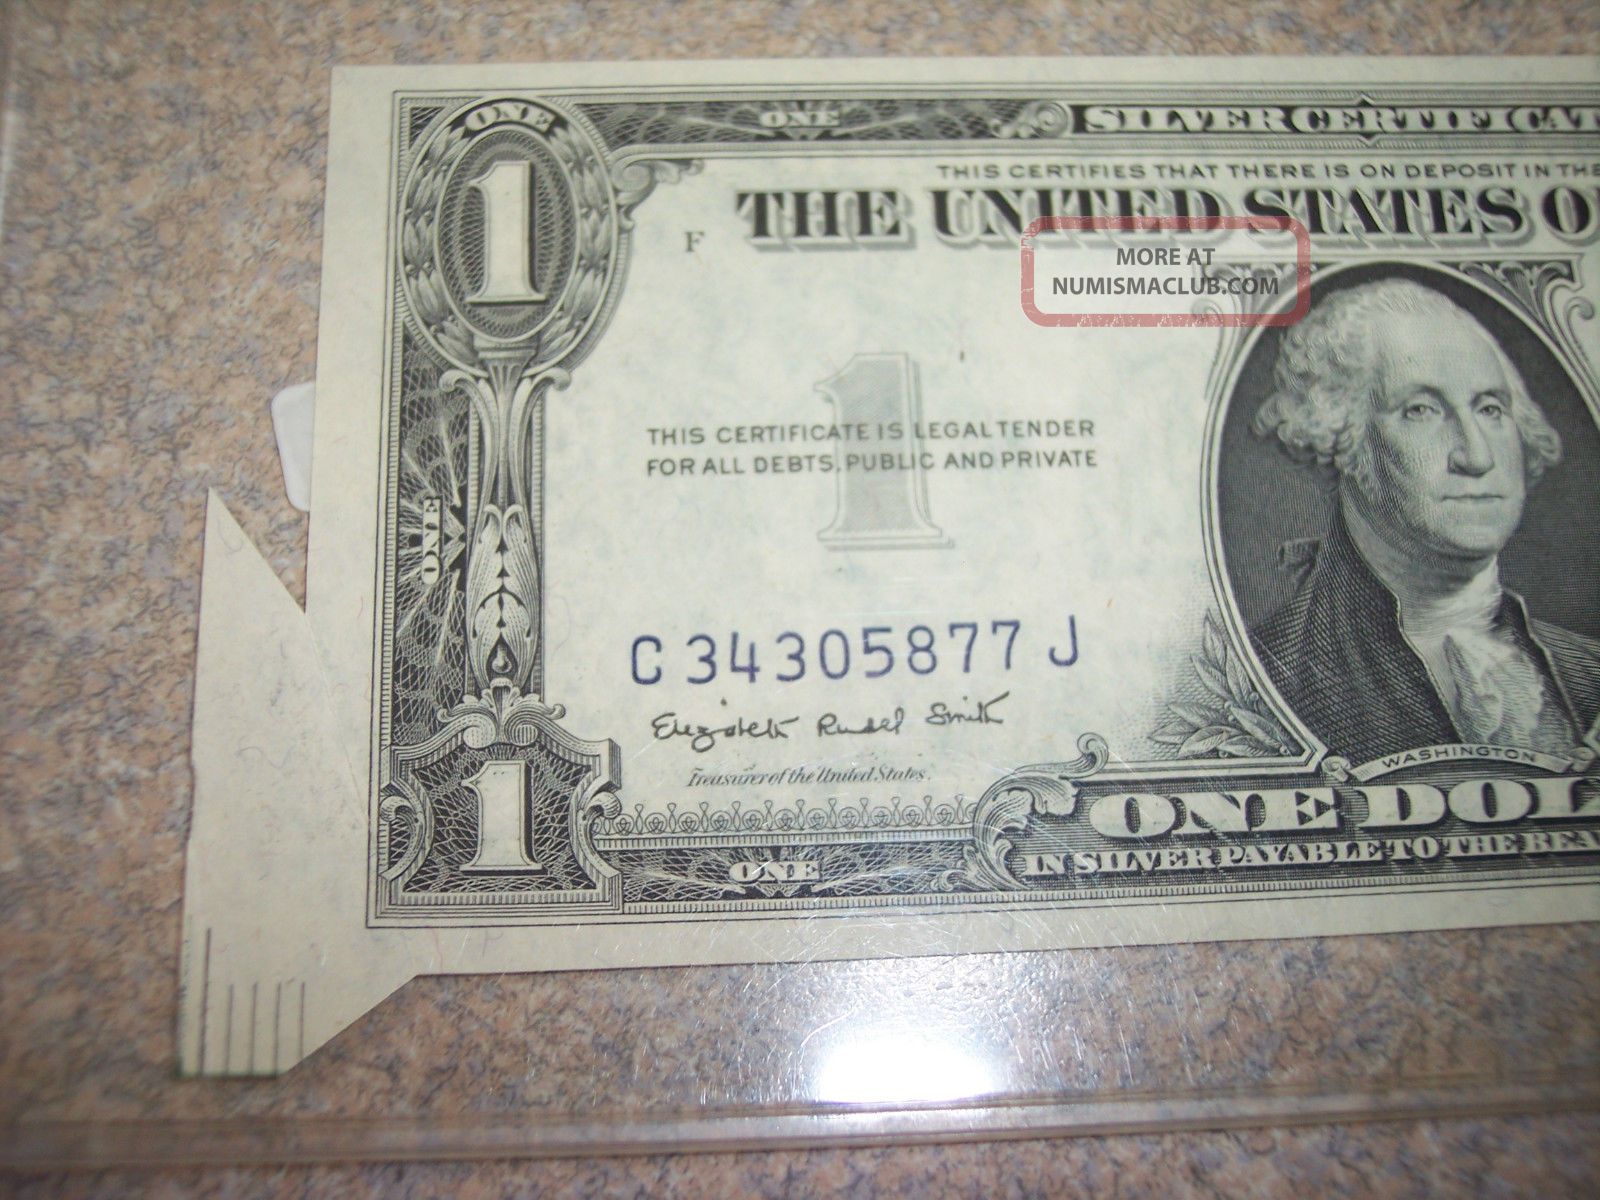 ONE
ONE
SILVER CERTIFICAT
1
THIS CERTIFIES THAT THERE IS ON DEPOSIT IN THE
F
THE UNITED STATES O
MORE AT
NUMISMACLUB.COM
1
THIS CERTIFICATE IS LEGAL TENDER
FOR ALL DEBTS, PUBLIC AND PRIVATE
ONE
C34305877J
Elizabeth Rudel Smith
Treasurer of the United States.
WASHINGTON
1
ONE DOL
IN SILVER PAYABLE TO THE BEA
ONE